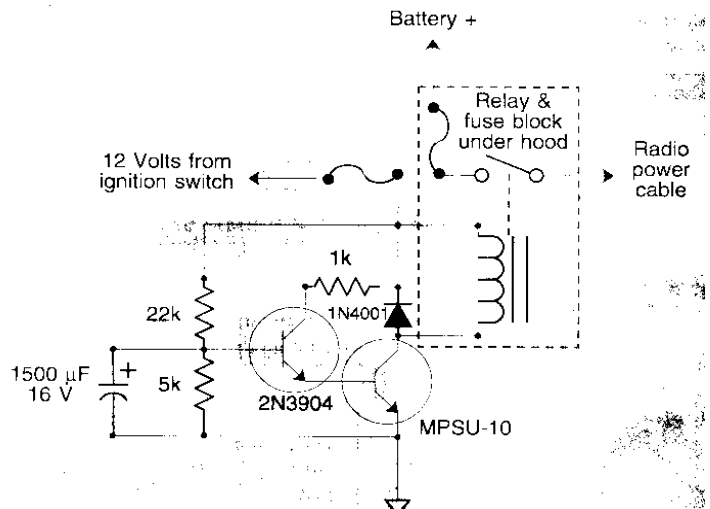 Battery +
Relay &
fuse block
under hood
12 Volts from
ignition switch
Radio
power
cable
1k
1N4001
22k
1500 µF
16 V
+
5k
2N3904
MPSU-10